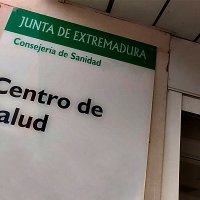 JUNTA DE EXTREMADURA
Consejería de Sanidad
Centro de
alud